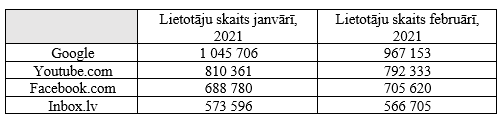 Lietotāju skaits janvārī, 2021 Lietotāju skaits februārī, 2021
Google 1 045 706 967 153
Youtube.com 810 361 792 333
Facebook.com 688 780 705 620
Inbox.lv 573 596 566 705